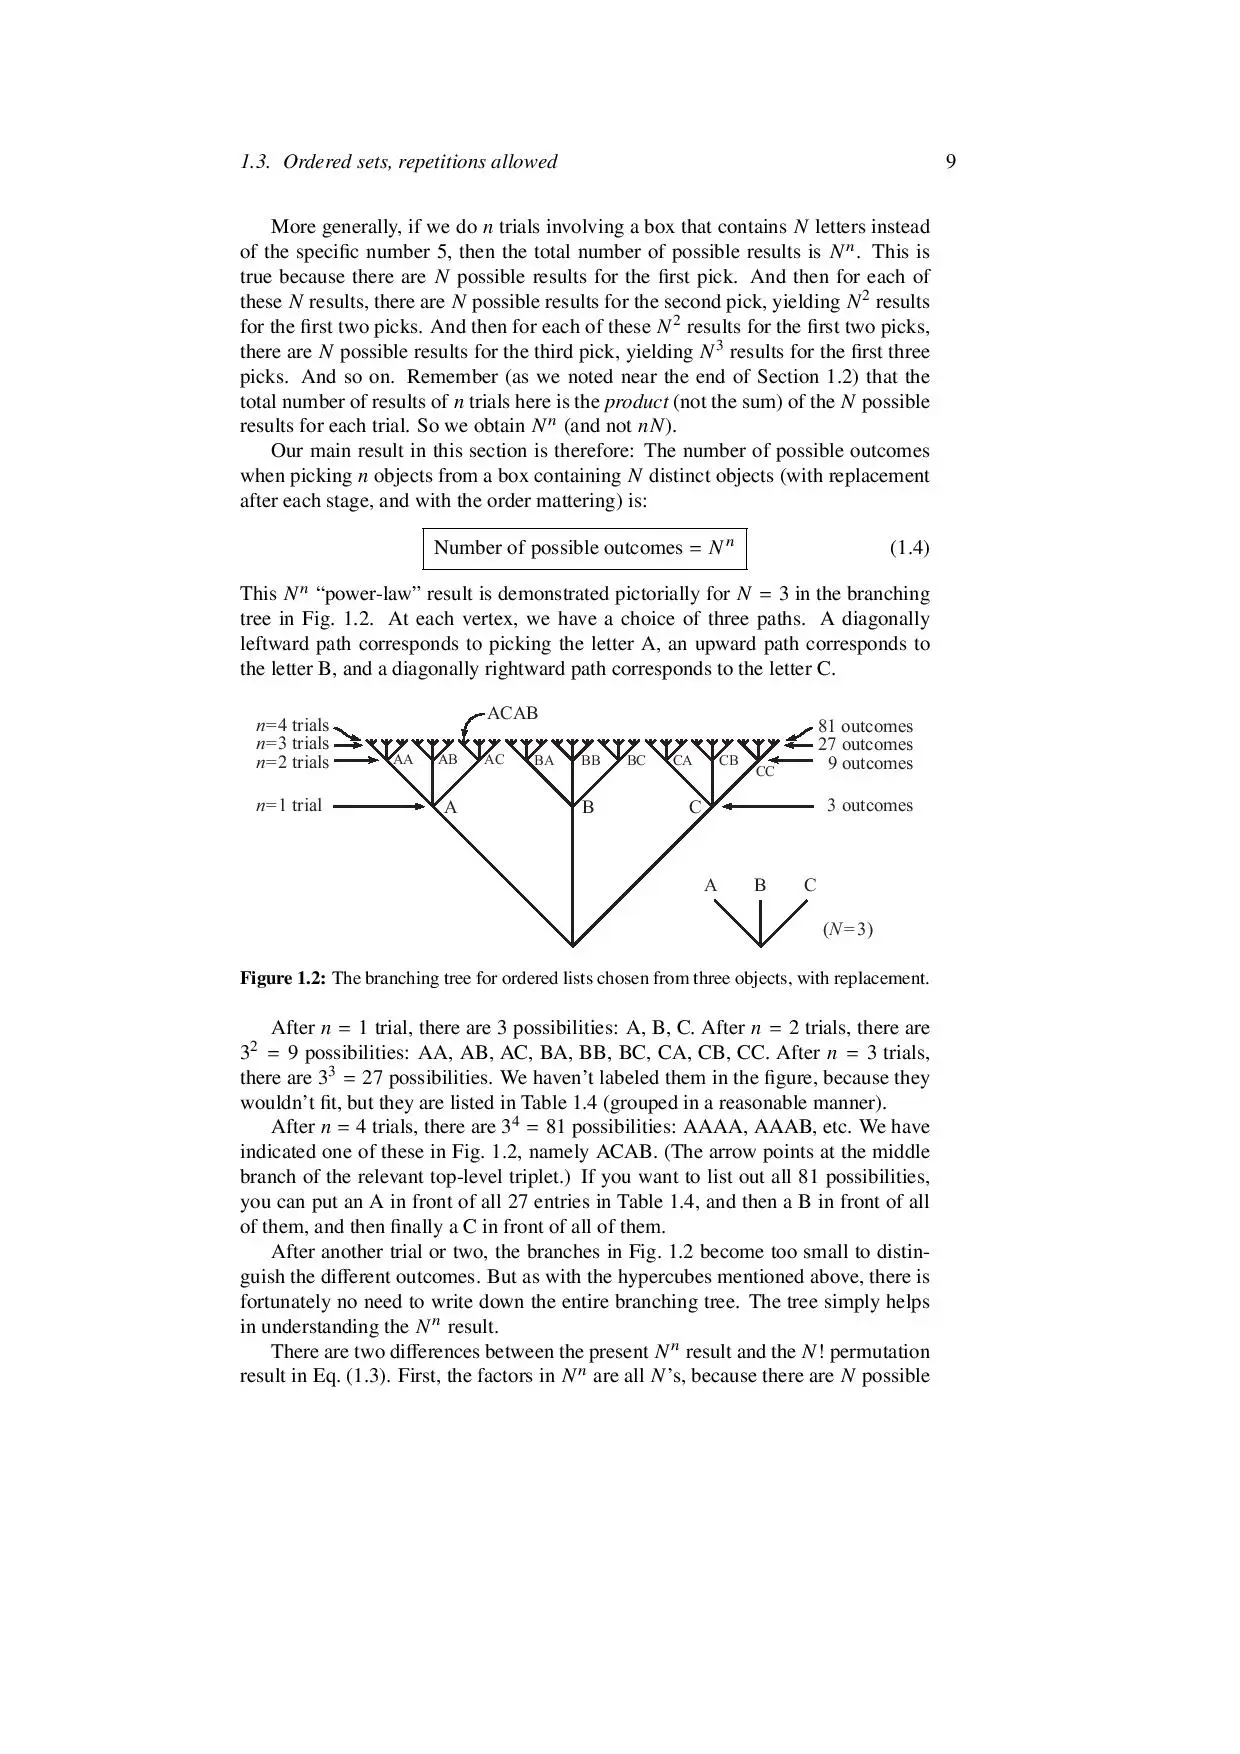 1.3. Ordered sets, repetitions allowed 9
More generally, if we do n trials involving a box that contains N letters instead
of the specific number 5, then the total number of possible results is Nⁿ. This is
true because there are N possible results for the first pick. And then for each of
these N results, there are N possible results for the second pick, yielding N² results
for the first two picks. And then for each of these N² results for the first two picks,
there are N possible results for the third pick, yielding N³ results for the first three
picks. And so on. Remember (as we noted near the end of Section 1.2) that the
total number of results of n trials here is the product (not the sum) of the N possible
results for each trial. So we obtain Nⁿ (and not nN).
Our main result in this section is therefore: The number of possible outcomes
when picking n objects from a box containing N distinct objects (with replacement
after each stage, and with the order mattering) is:
Number of possible outcomes = Nⁿ (1.4)
This Nⁿ “power-law” result is demonstrated pictorially for N = 3 in the branching
tree in Fig. 1.2. At each vertex, we have a choice of three paths. A diagonally
leftward path corresponds to picking the letter A, an upward path corresponds to
the letter B, and a diagonally rightward path corresponds to the letter C.
ACAB
n=4 trials 81 outcomes
n=3 trials 27 outcomes
n=2 trials AA AB AC BA BB BC CA CB CC 9 outcomes
n=1 trial A B C 3 outcomes
A B C
(N=3)
Figure 1.2: The branching tree for ordered lists chosen from three objects, with replacement.
After n = 1 trial, there are 3 possibilities: A, B, C. After n = 2 trials, there are
3² = 9 possibilities: AA, AB, AC, BA, BB, BC, CA, CB, CC. After n = 3 trials,
there are 3³ = 27 possibilities. We haven’t labeled them in the figure, because they
wouldn’t fit, but they are listed in Table 1.4 (grouped in a reasonable manner).
After n = 4 trials, there are 3⁴ = 81 possibilities: AAAA, AAAB, etc. We have
indicated one of these in Fig. 1.2, namely ACAB. (The arrow points at the middle
branch of the relevant top-level triplet.) If you want to list out all 81 possibilities,
you can put an A in front of all 27 entries in Table 1.4, and then a B in front of all
of them, and then finally a C in front of all of them.
After another trial or two, the branches in Fig. 1.2 become too small to distin-
guish the different outcomes. But as with the hypercubes mentioned above, there is
fortunately no need to write down the entire branching tree. The tree simply helps
in understanding the Nⁿ result.
There are two differences between the present Nⁿ result and the N! permutation
result in Eq. (1.3). First, the factors in Nⁿ are all N’s, because there are N possible